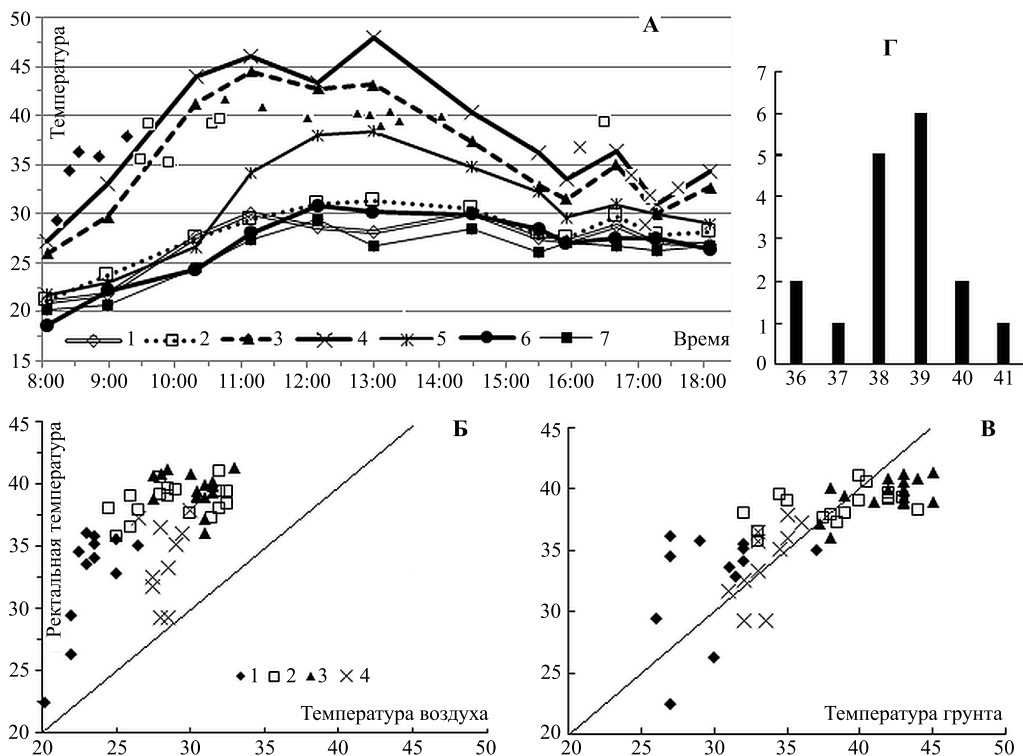 А
Температура
50
45
40
35
30
25
20
15
1 2 3 4 5 6 7
Время
8:00 9:00 10:00 11:00 12:00 13:00 14:00 15:00 16:00 17:00 18:00
Г
7
6
5
4
3
2
1
0
36 37 38 39 40 41
Б
Ректальная температура
45
40
35
30
25
20
1 2 3 4
Температура воздуха
20 25 30 35 40 45 50
В
45
40
35
30
25
20
Температура грунта
20 25 30 35 40 45 50